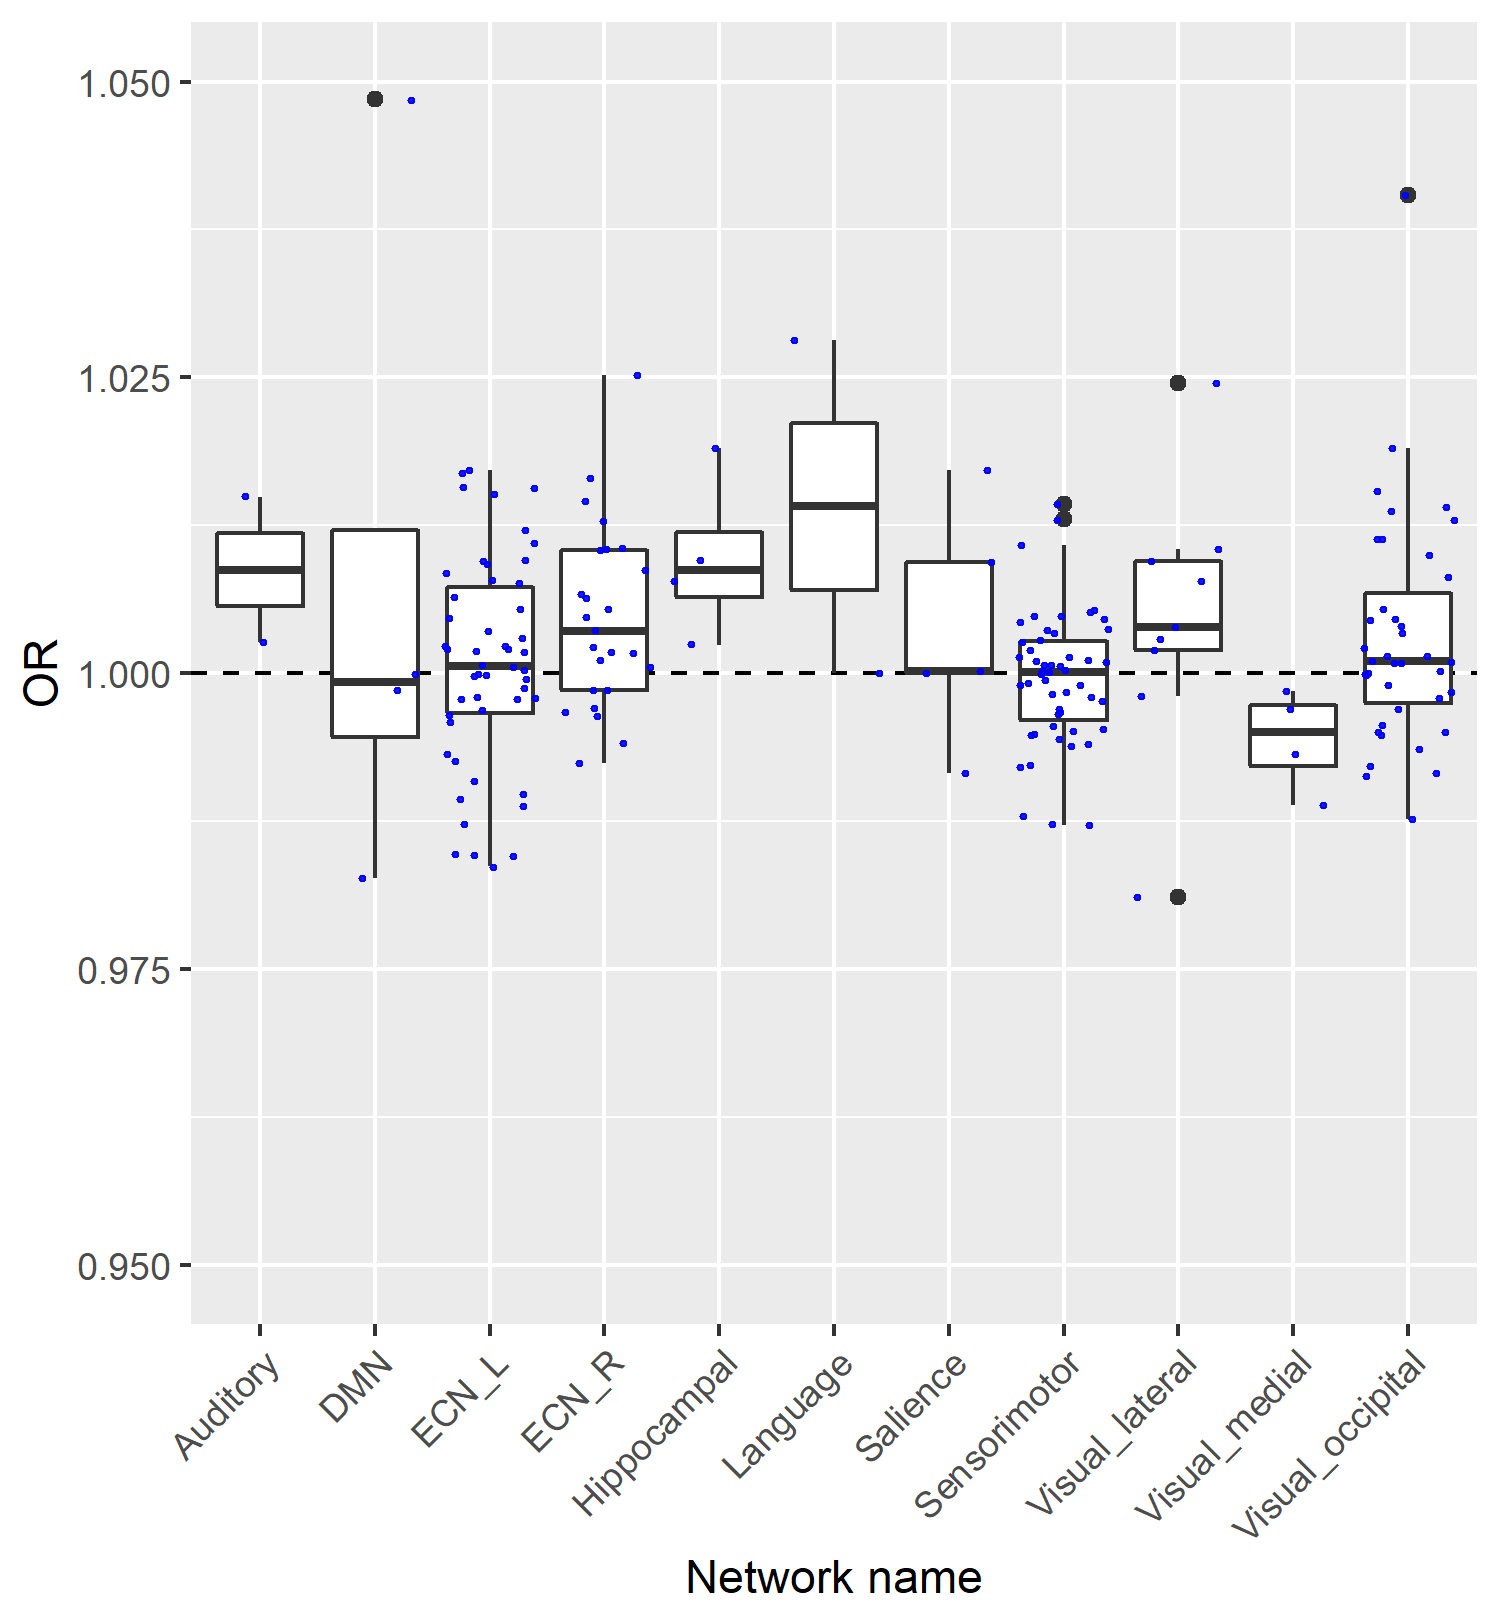 OR
1.050
1.025
1.000
0.975
0.950
Auditory
DMN
ECN_L
ECN_R
Hippocampal
Language
Salience
Sensorimotor
Visual_lateral
Visual_medial
Visual_occipital
Network name